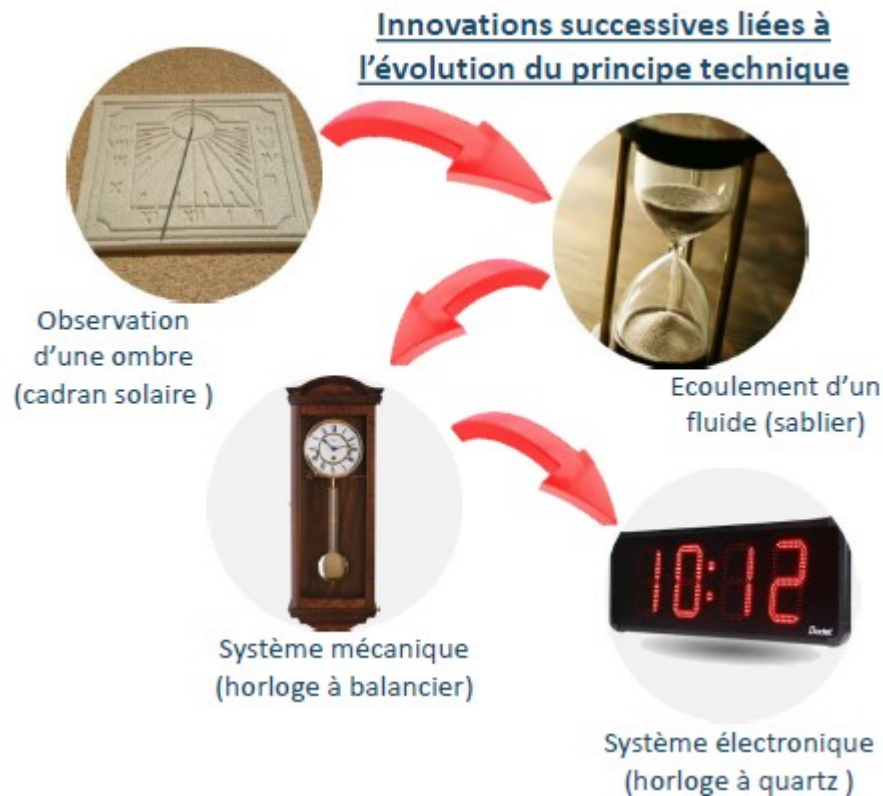 Innovations successives liées à
l'évolution du principe technique
Observation
d'une ombre
(cadran solaire )
Ecoulement d'un
fluide (sablier)
Système mécanique
(horloge à balancier)
10:12
Système électronique
(horloge à quartz )